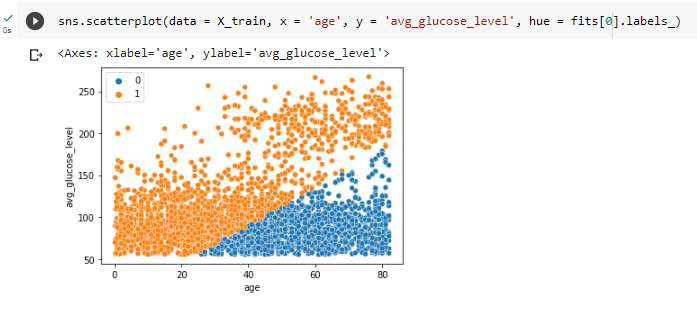 sns.scatterplot(data = X_train, x = 'age', y = 'avg_glucose_level', hue = fits[0].labels_)
0s
<Axes: xlabel='age', ylabel='avg_glucose_level'>
0
1
250
200
150
100
50
avg_glucose_level
0
20
40
60
80
age